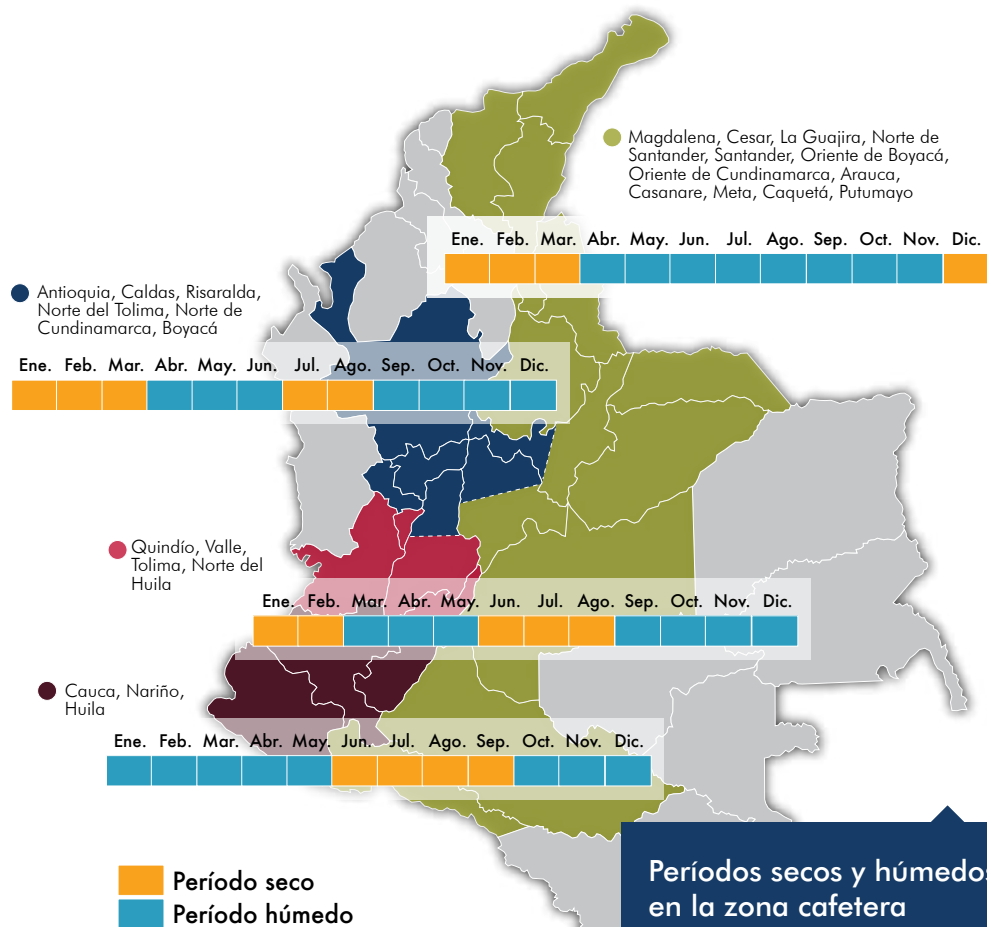 Magdalena, Cesar, La Guajira, Norte de
Santander, Santander, Oriente de Boyacá,
Oriente de Cundinamarca, Arauca,
Casanare, Meta, Caquetá, Putumayo
Ene. Feb. Mar. Abr. May. Jun. Jul. Ago. Sep. Oct. Nov. Dic.
Antioquia, Caldas, Risaralda,
Norte del Tolima, Norte de
Cundinamarca, Boyacá
Ene. Feb. Mar. Abr. May. Jun. Jul. Ago. Sep. Oct. Nov. Dic.
Quindío, Valle,
Tolima, Norte del
Huila
Ene. Feb. Mar. Abr. May. Jun. Jul. Ago. Sep. Oct. Nov. Dic.
Cauca, Nariño,
Huila
Ene. Feb. Mar. Abr. May. Jun. Jul. Ago. Sep. Oct. Nov. Dic.
Período seco
Período húmedo
Períodos secos y húmedos
en la zona cafetera